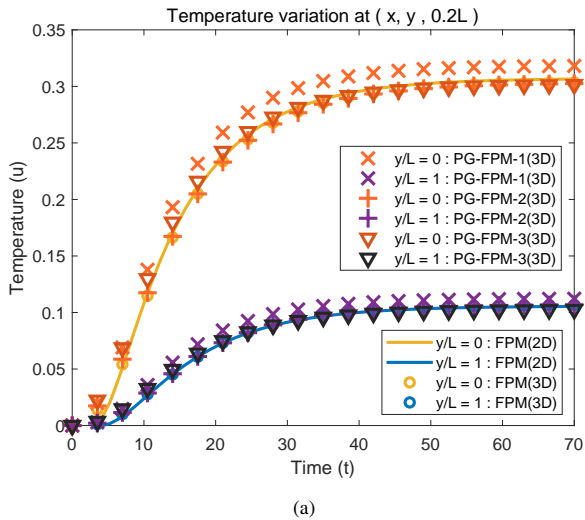 Temperature variation at ( x, y , 0.2L )
0.35
0.3
0.25
0.2
0.15
0.1
0.05
0
Temperature (u)
y/L = 0 : PG-FPM-1(3D)
y/L = 1 : PG-FPM-1(3D)
y/L = 0 : PG-FPM-2(3D)
y/L = 1 : PG-FPM-2(3D)
y/L = 0 : PG-FPM-3(3D)
y/L = 1 : PG-FPM-3(3D)
y/L = 0 : FPM(2D)
y/L = 1 : FPM(2D)
y/L = 0 : FPM(3D)
y/L = 1 : FPM(3D)
0 10 20 30 40 50 60 70
Time (t)
(a)